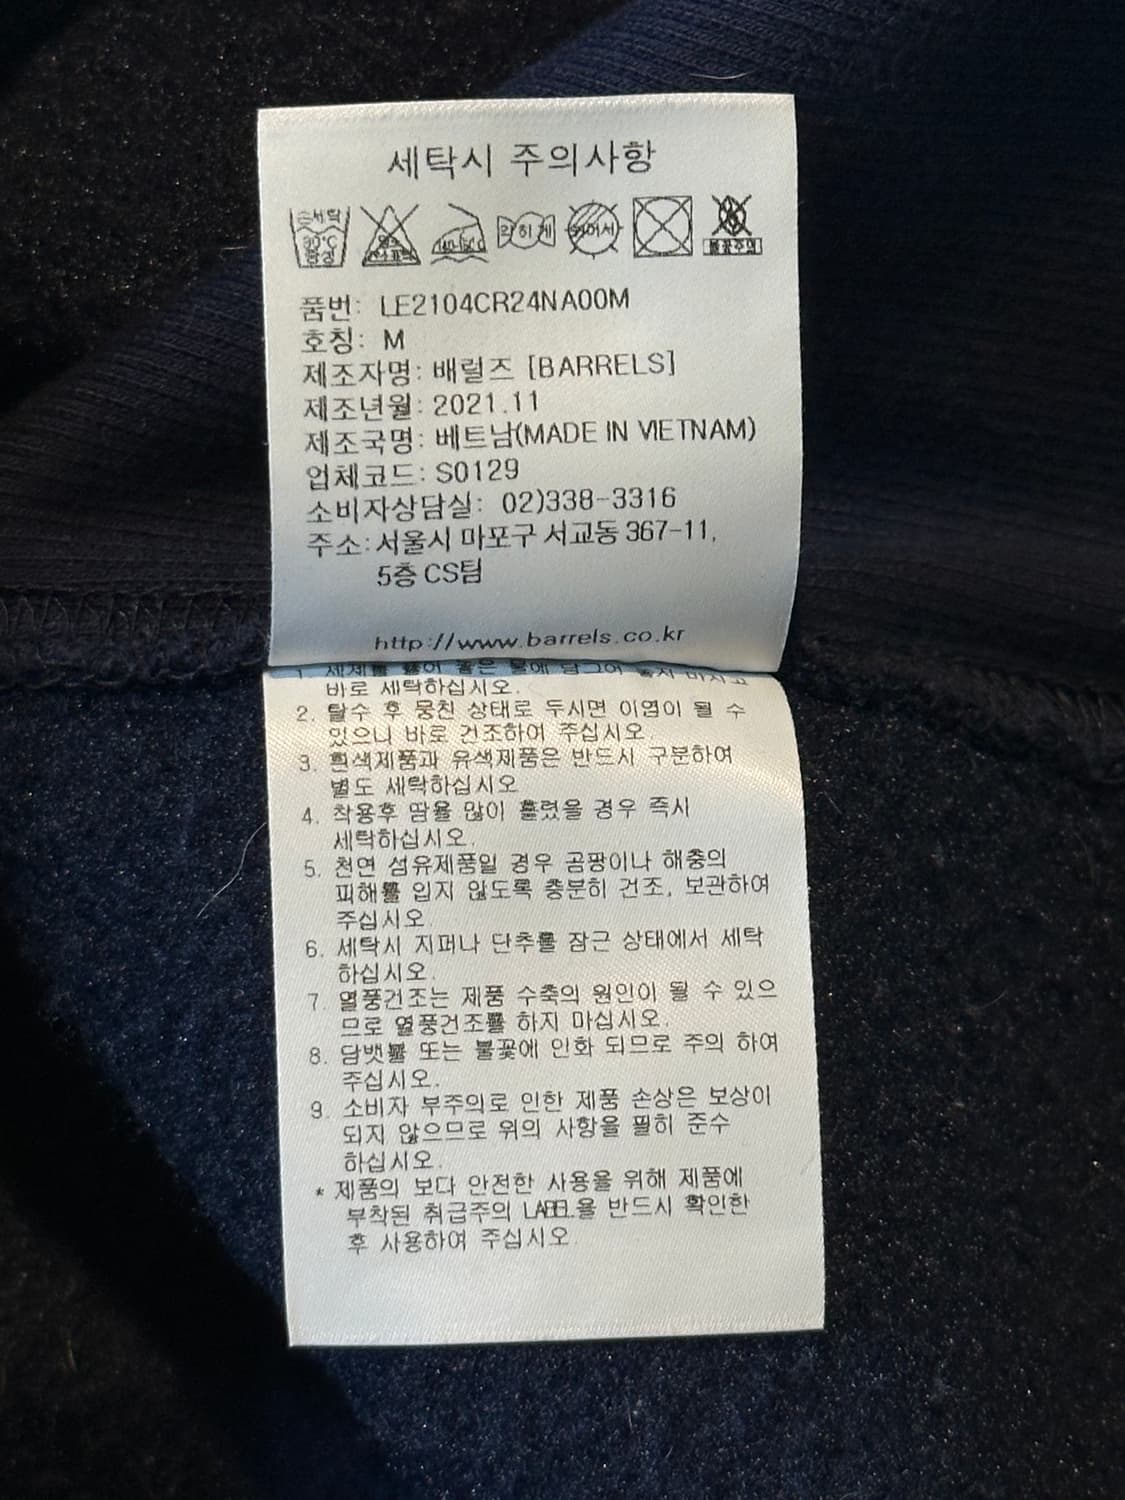 세탁시 주의사항
30°C
품번: LE2104CR24NA00M
호칭: M
제조자명: 배럴즈 [BARRELS]
제조년월: 2021.11
제조국명: 베트남(MADE IN VIETNAM)
업체코드: S0129
소비자상담실: 02)338-3316
주소: 서울시 마포구 서교동 367-11,
5층 CS팀
http://www.barrels.co.kr
바로 세탁하십시오.
2. 탈수 후 뭉친 상태로 두시면 이염이 될 수
있으니 바로 건조하여 주십시오.
3. 흰색제품과 유색제품은 반드시 구분하여
별도 세탁하십시오
4. 착용후 땀을 많이 흘렸을 경우 즉시
세탁하십시오.
5. 천연 섬유제품일 경우 곰팡이나 해충의
피해를 입지 않도록 충분히 건조, 보관하여
주십시오
6. 세탁시 지퍼나 단추를 잠근 상태에서 세탁
하십시오.
7. 열풍건조는 제품 수축의 원인이 될 수 있으
므로 열풍건조를 하지 마십시오.
8. 담뱃불 또는 불꽃에 인화 되므로 주의 하여
주십시오.
9. 소비자 부주의로 인한 제품 손상은 보상이
되지 않으므로 위의 사항을 필히 준수
하십시오.
* 제품의 보다 안전한 사용을 위해 제품에
부착된 취급주의 LABEL을 반드시 확인한
후 사용하여 주십시오